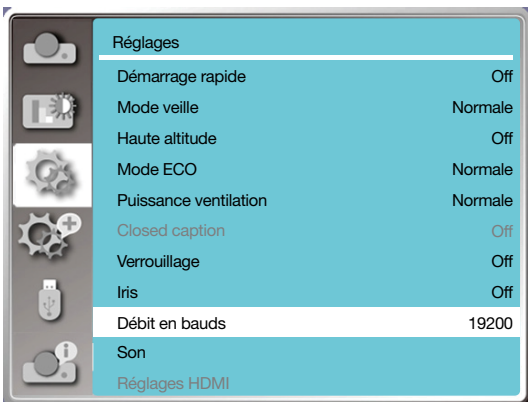 Réglages
Démarrage rapide Off
Mode veille Normale
Haute altitude Off
Mode ECO Normale
Puissance ventilation Normale
Closed caption Off
Verrouillage Off
Iris Off
Débit en bauds 19200
Son
Réglages HDMI